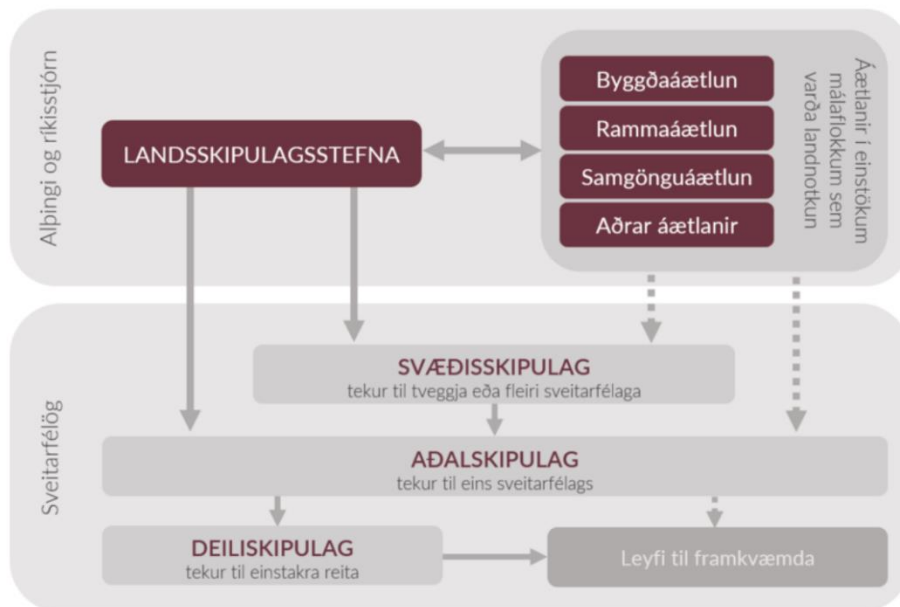 Alþingi og ríkisstjórn
LANDSSKIPULAGSSTEFNA
Byggðaáætlun
Rammaáætlun
Samgönguáætlun
Aðrar áætlanir
Áætlanir í einstökum
málaflokkum sem
varða landnotkun
Sveitarfélög
SVÆÐISSKIPULAG
tekur til tveggja eða fleiri sveitarfélaga
AÐALSKIPULAG
tekur til eins sveitarfélags
DEILISKIPULAG
tekur til einstakra reita
Leyfi til framkvæmda